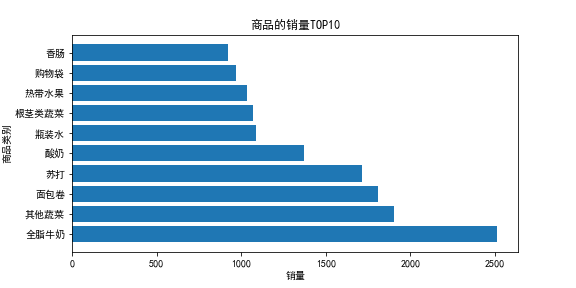 商品的销量TOP10
商品类别
香肠
购物袋
热带水果
根茎类蔬菜
瓶装水
酸奶
苏打
面包卷
其他蔬菜
全脂牛奶
0 500 1000 1500 2000 2500
销量